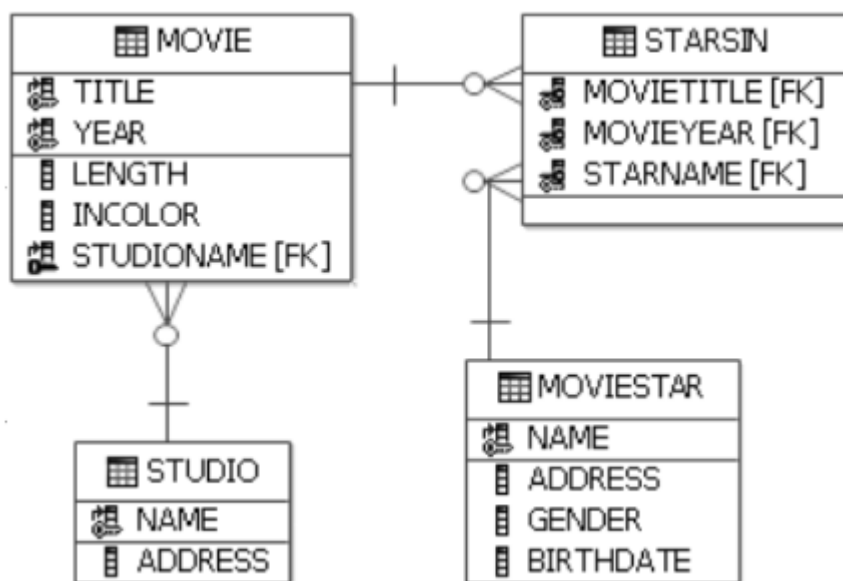 MOVIE
TITLE
YEAR
LENGTH
INCOLOR
STUDIONAME [FK]
STARSIN
MOVIETITLE [FK]
MOVIEYEAR [FK]
STARNAME [FK]
STUDIO
NAME
ADDRESS
MOVIESTAR
NAME
ADDRESS
GENDER
BIRTHDATE